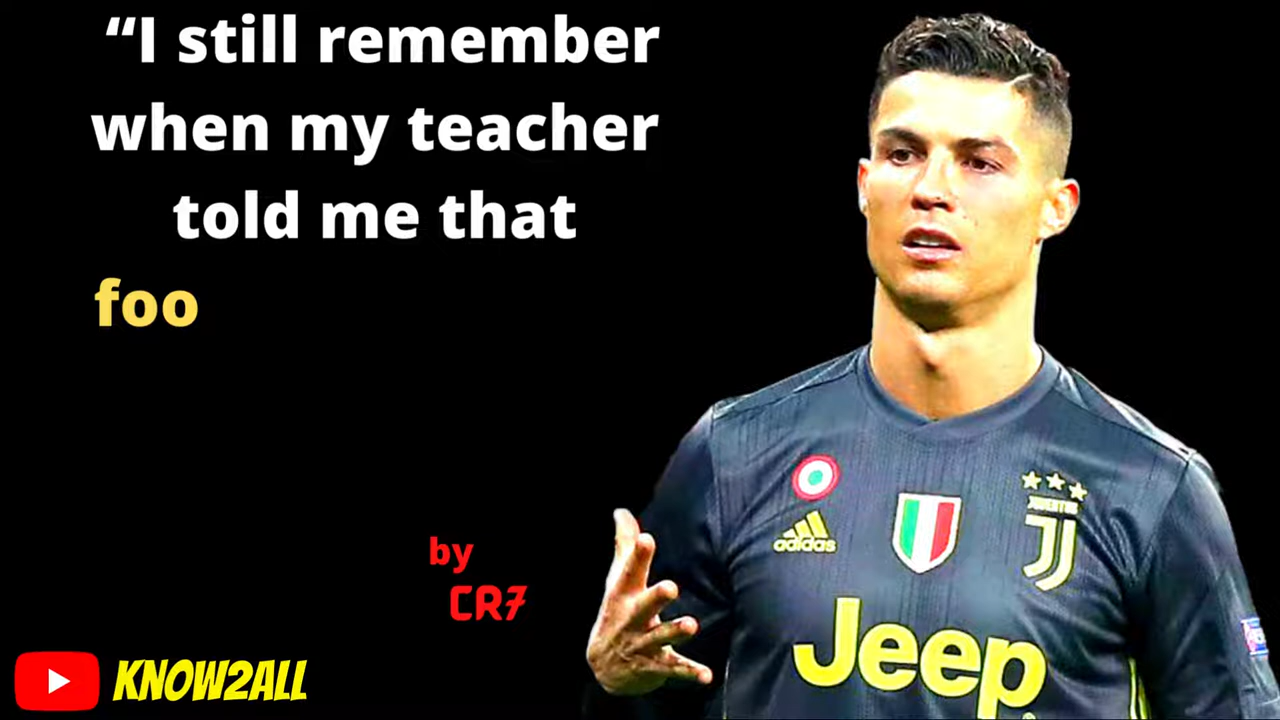 “I still remember
when my teacher
told me that
foo
by
CR7
KNOW2ALL
adidas
JUVENTUS
Jeep